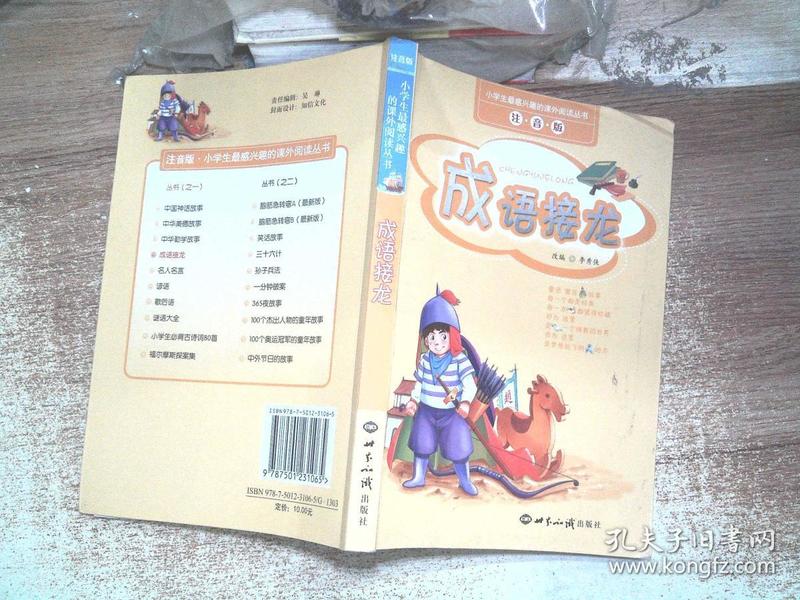 责任编辑：吴 琳
封面设计：知信文化
注音版·小学生最感兴趣的课外阅读丛书
丛书（之一）
中国神话故事
中华美德故事
中华勤学故事
成语接龙
名人名言
谚语
歇后语
谜语大全
小学生必背古诗词80首
福尔摩斯探案集
丛书（之二）
脑筋急转弯A（最新版）
脑筋急转弯B（最新版）
笑话故事
三十六计
孙子兵法
一分钟破案
365夜故事
100个杰出人物的童年故事
100个奥运冠军的童年故事
中外节日的故事
ISBN 978-7-5012-3106-5
9 787501 231065
ISBN 978-7-5012-3106-5/G·1303
定价：10.00元
注音版
小学生最感兴趣
的课外阅读丛书
成语接龙
世界知识出版社
小学生最感兴趣的课外阅读丛书
注·音·版
CHENGYUJIELONG
成语接龙
改编 李秀侠
赵
世界知识出版社
孔夫子旧书网
www.kongfz.com